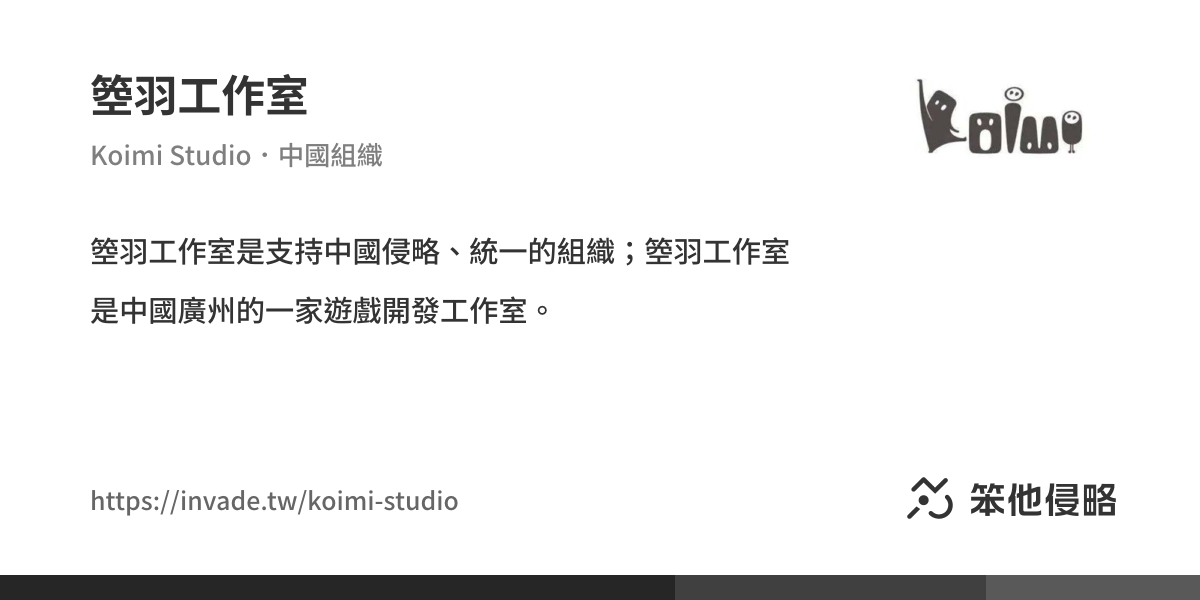 箜羽工作室
Koimi Studio・中國組織
箜羽工作室是支持中國侵略、統一的組織；箜羽工作室
是中國廣州的一家遊戲開發工作室。
https://invade.tw/koimi-studio
Koimi
笨他侵略